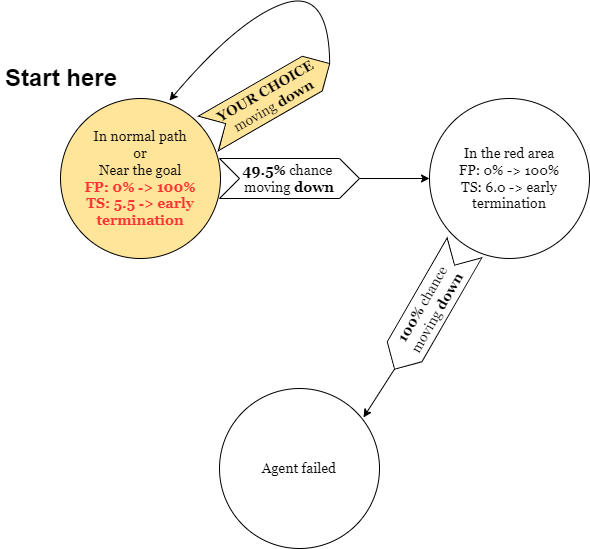 YOUR CHOICE
moving down
Start here
In normal path
or
Near the goal
FP: 0% -> 100%
TS: 5.5 -> early
termination
49.5% chance
moving down
In the red area
FP: 0% -> 100%
TS: 6.0 -> early
termination
100% chance
moving down
Agent failed